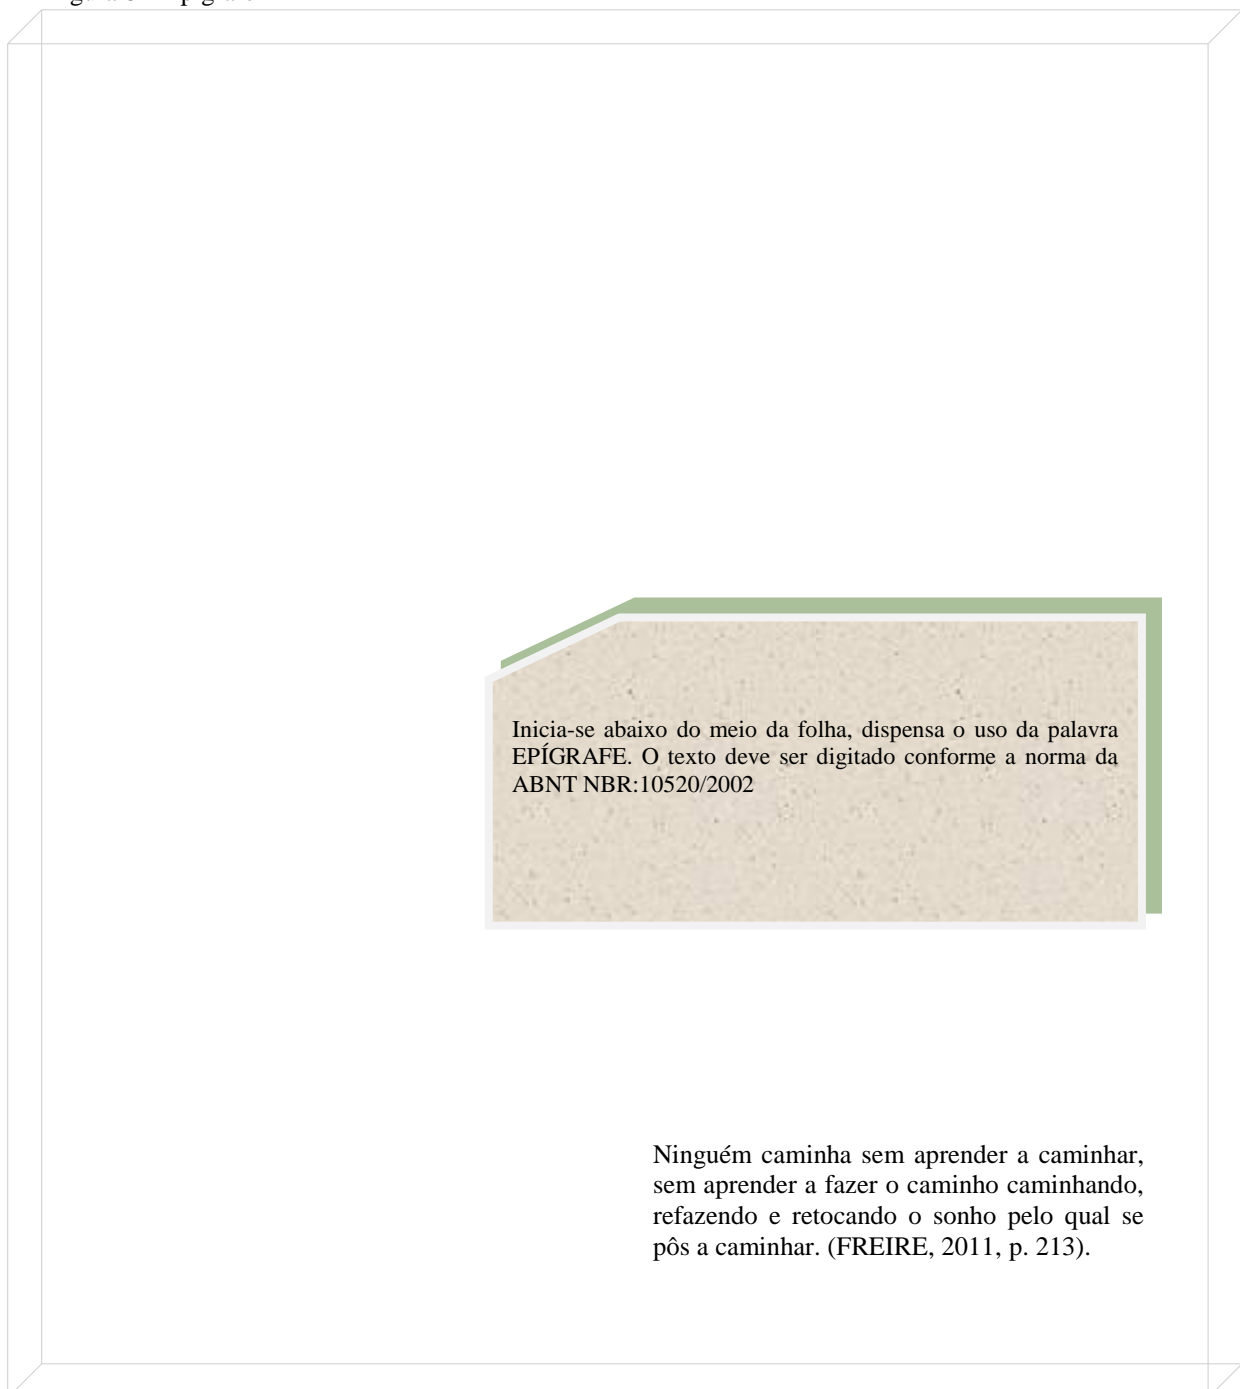 Inicia-se abaixo do meio da folha, dispensa o uso da palavra
EPÍGRAFE. O texto deve ser digitado conforme a norma da
ABNT NBR:10520/2002
Ninguém caminha sem aprender a caminhar,
sem aprender a fazer o caminho caminhando,
refazendo e retocando o sonho pelo qual se
pôs a caminhar. (FREIRE, 2011, p. 213).